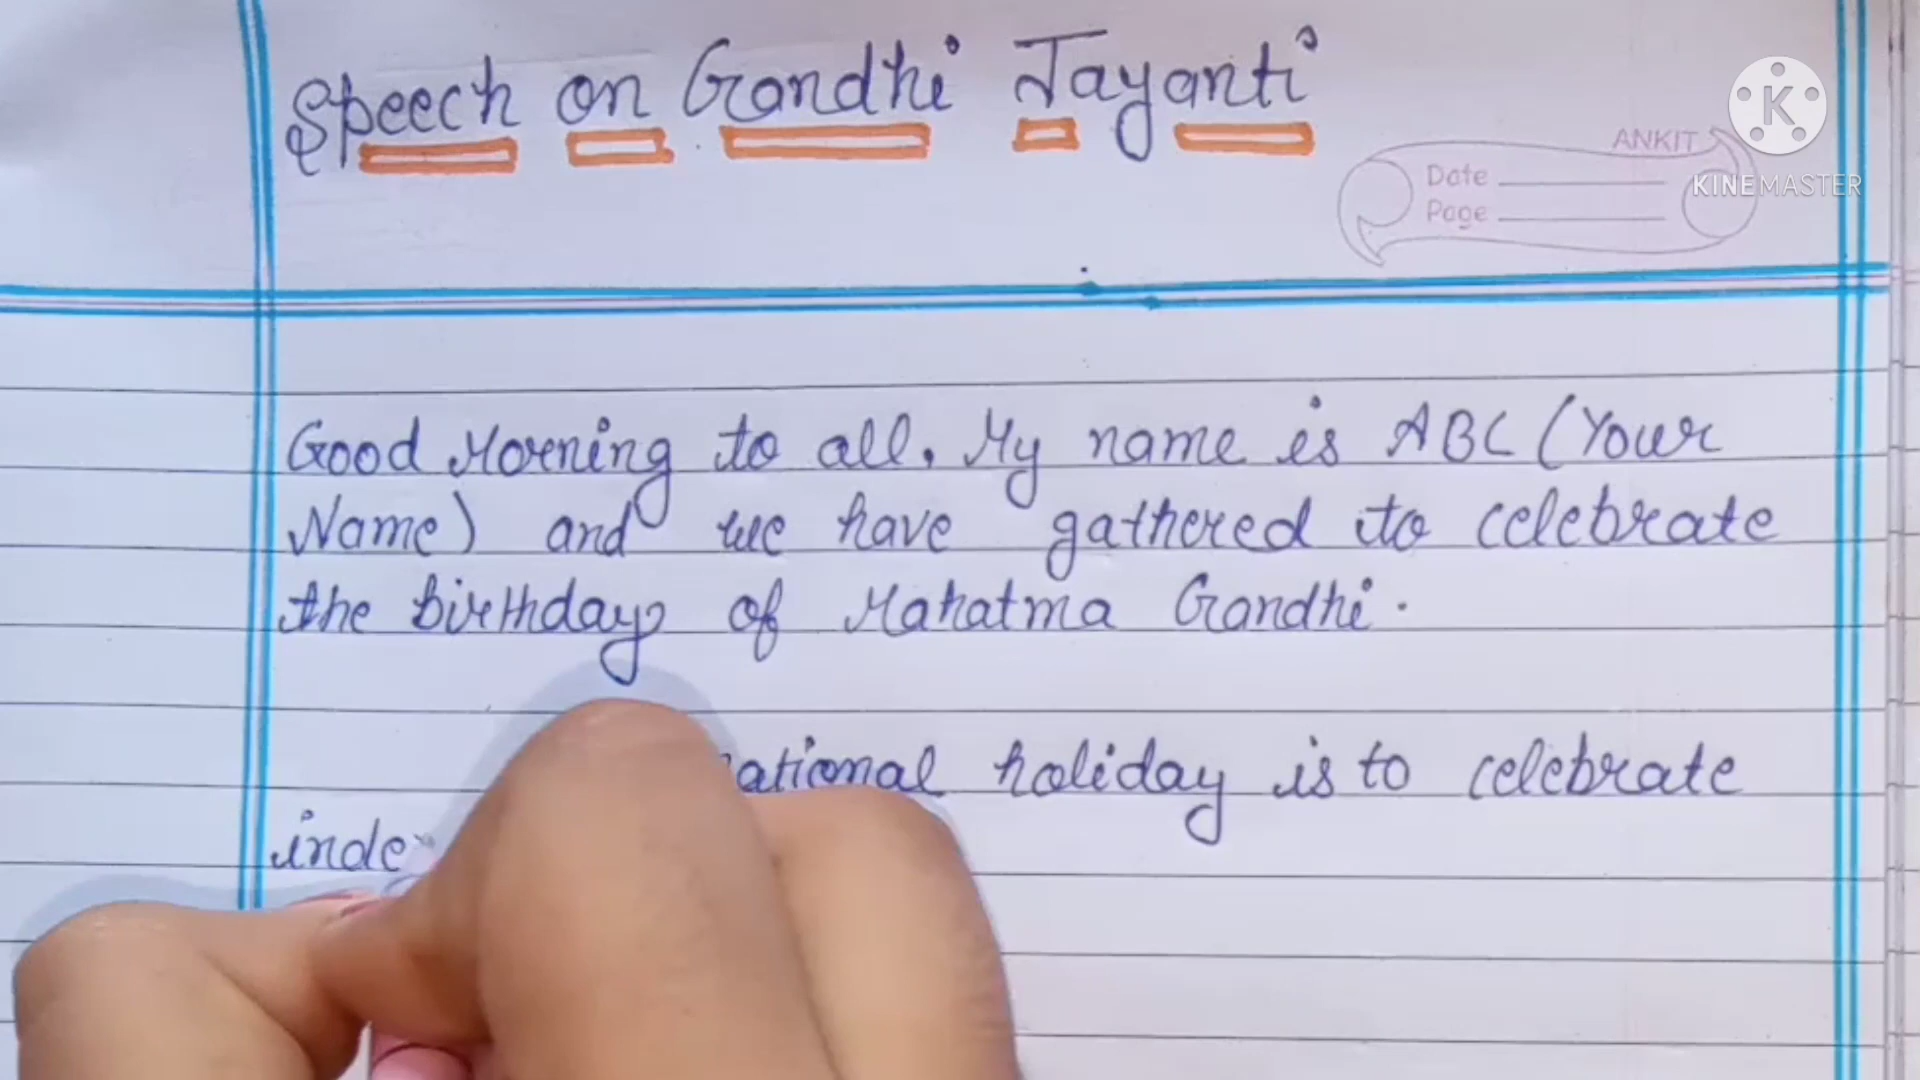 Speech on Gandhi Jayanti
K
KINEMASTER
ANKIT
Date
Page
Good Morning to all. My name is ABC (Your
Name) and we have gathered to celebrate
the birthday of Mahatma Gandhi.
holiday is to celebrate